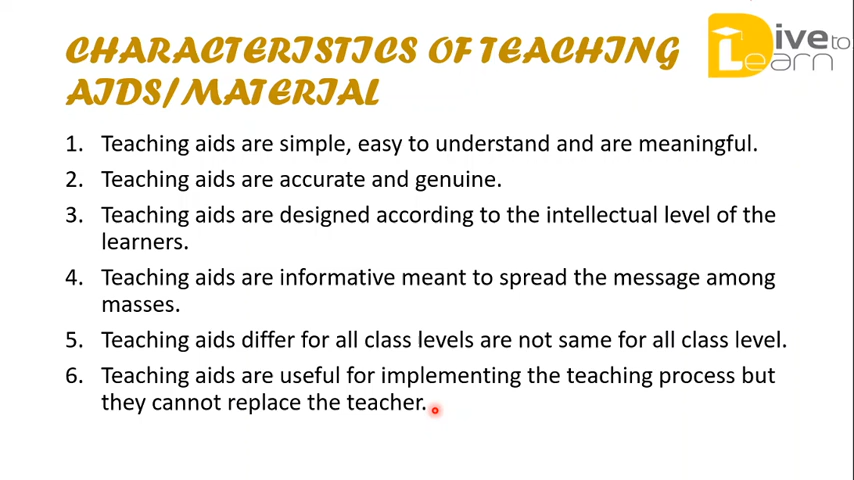 CHARACTERISTICS OF TEACHING
AIDS/MATERIAL
Dive to
Learn
1. Teaching aids are simple, easy to understand and are meaningful.
2. Teaching aids are accurate and genuine.
3. Teaching aids are designed according to the intellectual level of the
learners.
4. Teaching aids are informative meant to spread the message among
masses.
5. Teaching aids differ for all class levels are not same for all class level.
6. Teaching aids are useful for implementing the teaching process but
they cannot replace the teacher.